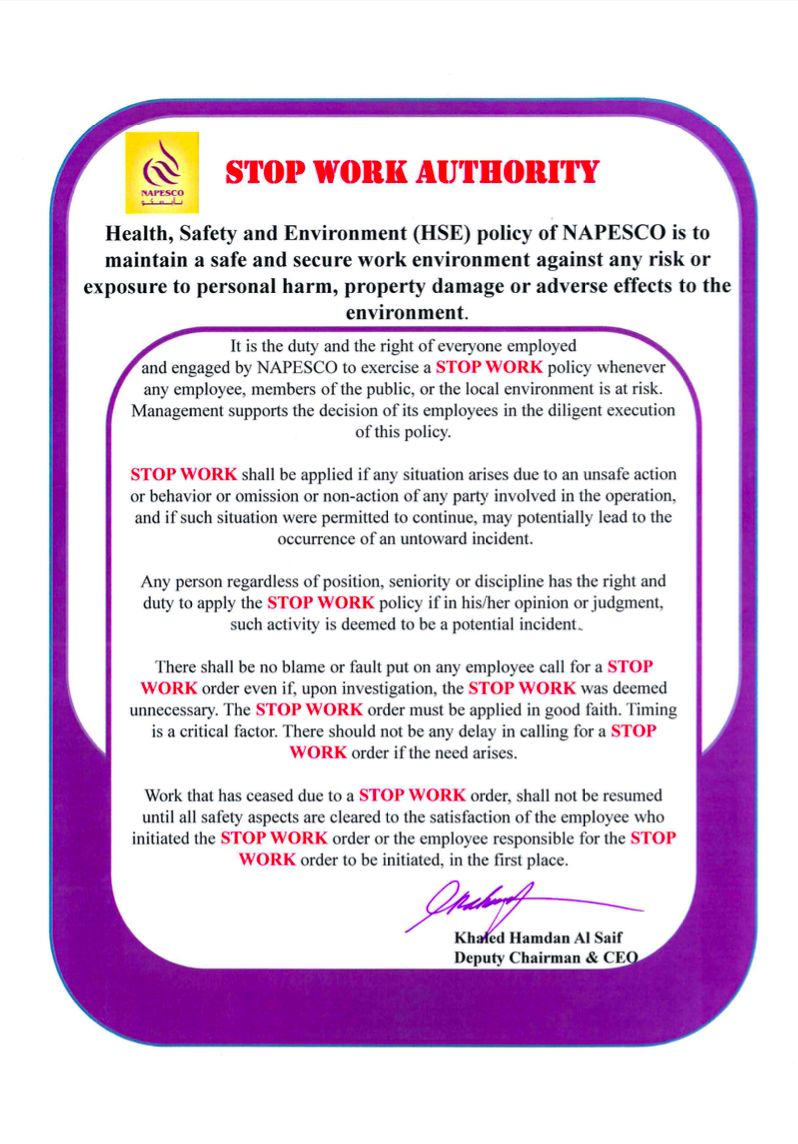 NAPESCO
نابيسكو
STOP WORK AUTHORITY
Health, Safety and Environment (HSE) policy of NAPESCO is to
maintain a safe and secure work environment against any risk or
exposure to personal harm, property damage or adverse effects to the
environment.
It is the duty and the right of everyone employed
and engaged by NAPESCO to exercise a STOP WORK policy whenever
any employee, members of the public, or the local environment is at risk.
Management supports the decision of its employees in the diligent execution
of this policy.
STOP WORK shall be applied if any situation arises due to an unsafe action
or behavior or omission or non-action of any party involved in the operation,
and if such situation were permitted to continue, may potentially lead to the
occurrence of an untoward incident.
Any person regardless of position, seniority or discipline has the right and
duty to apply the STOP WORK policy if in his/her opinion or judgment,
such activity is deemed to be a potential incident.
There shall be no blame or fault put on any employee call for a STOP
WORK order even if, upon investigation, the STOP WORK was deemed
unnecessary. The STOP WORK order must be applied in good faith. Timing
is a critical factor. There should not be any delay in calling for a STOP
WORK order if the need arises.
Work that has ceased due to a STOP WORK order, shall not be resumed
until all safety aspects are cleared to the satisfaction of the employee who
initiated the STOP WORK order or the employee responsible for the STOP
WORK order to be initiated, in the first place.
Khaled Hamdan Al Saif
Deputy Chairman & CEO